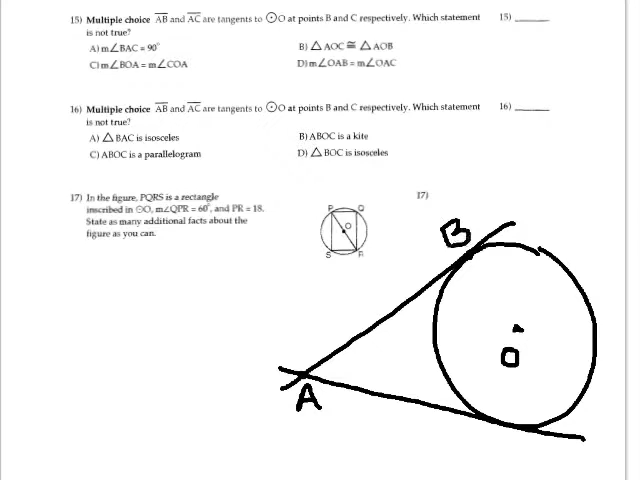 15) Multiple choice AB and AC are tangents to ⊙O at points B and C respectively. Which statement 15)
is not true?
A) m∠BAC = 90° B) △AOC ≅ △AOB
C) m∠BOA = m∠COA D) m∠OAB = m∠OAC
16) Multiple choice AB and AC are tangents to ⊙O at points B and C respectively. Which statement 16)
is not true?
A) △BAC is isosceles B) ABOC is a kite
C) ABOC is a parallelogram D) △BOC is isosceles
17) In the figure, PQRS is a rectangle 17)
inscribed in ⊙O, m∠QPR = 60°, and PR = 18.
State as many additional facts about the
figure as you can.
P Q
O
S R
B
O
A